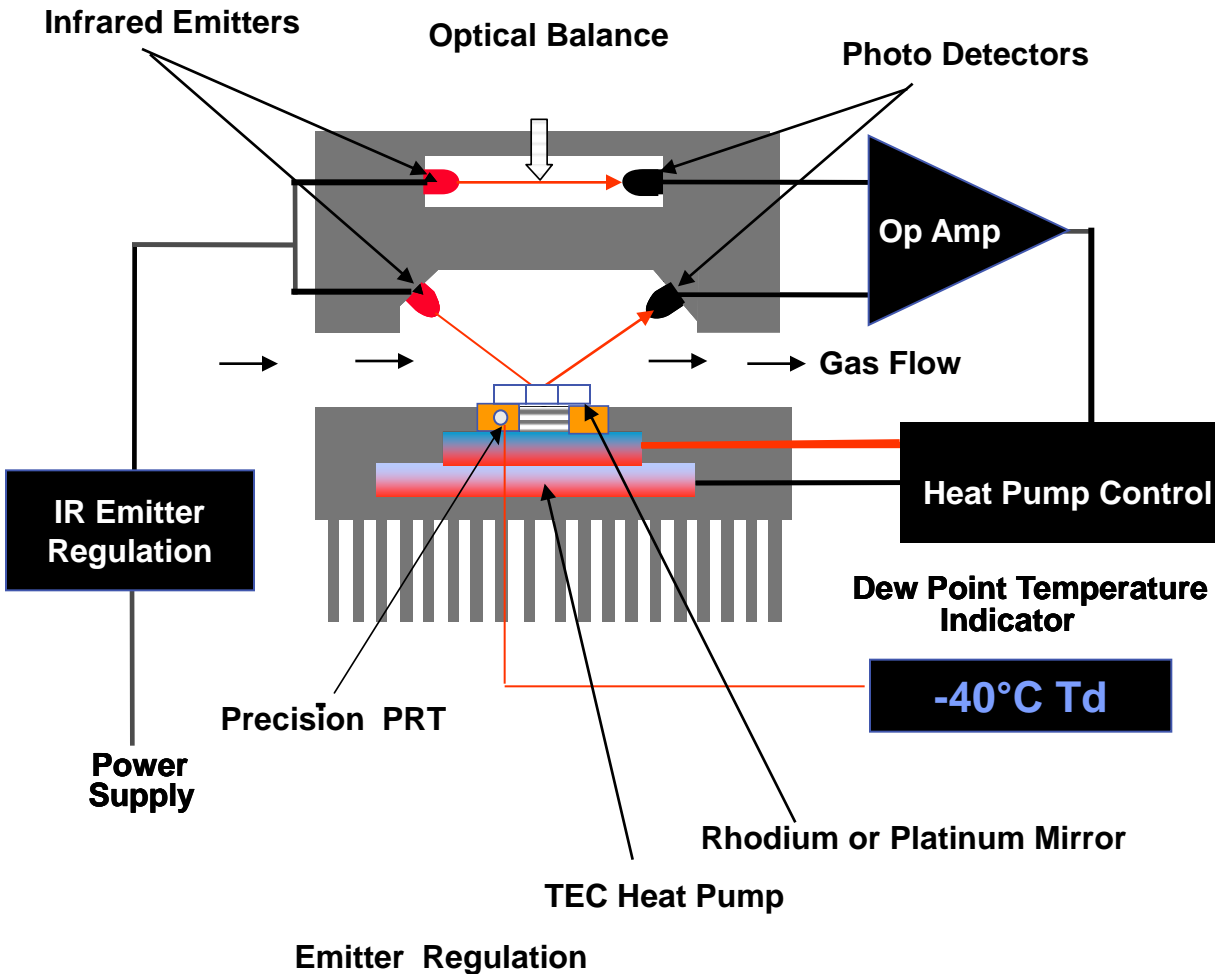 Infrared Emitters
Optical Balance
Photo Detectors
Op Amp
Gas Flow
IR Emitter
Regulation
Heat Pump Control
Dew Point Temperature
Indicator
-40°C Td
Precision PRT
Power
Supply
Rhodium or Platinum Mirror
TEC Heat Pump
Emitter Regulation